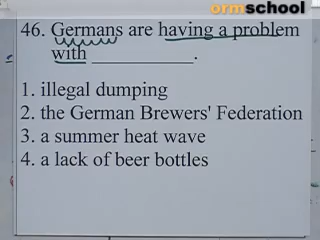 ormschool
46. Germans are having a problem
with ___________.
1. illegal dumping
2. the German Brewers' Federation
3. a summer heat wave
4. a lack of beer bottles